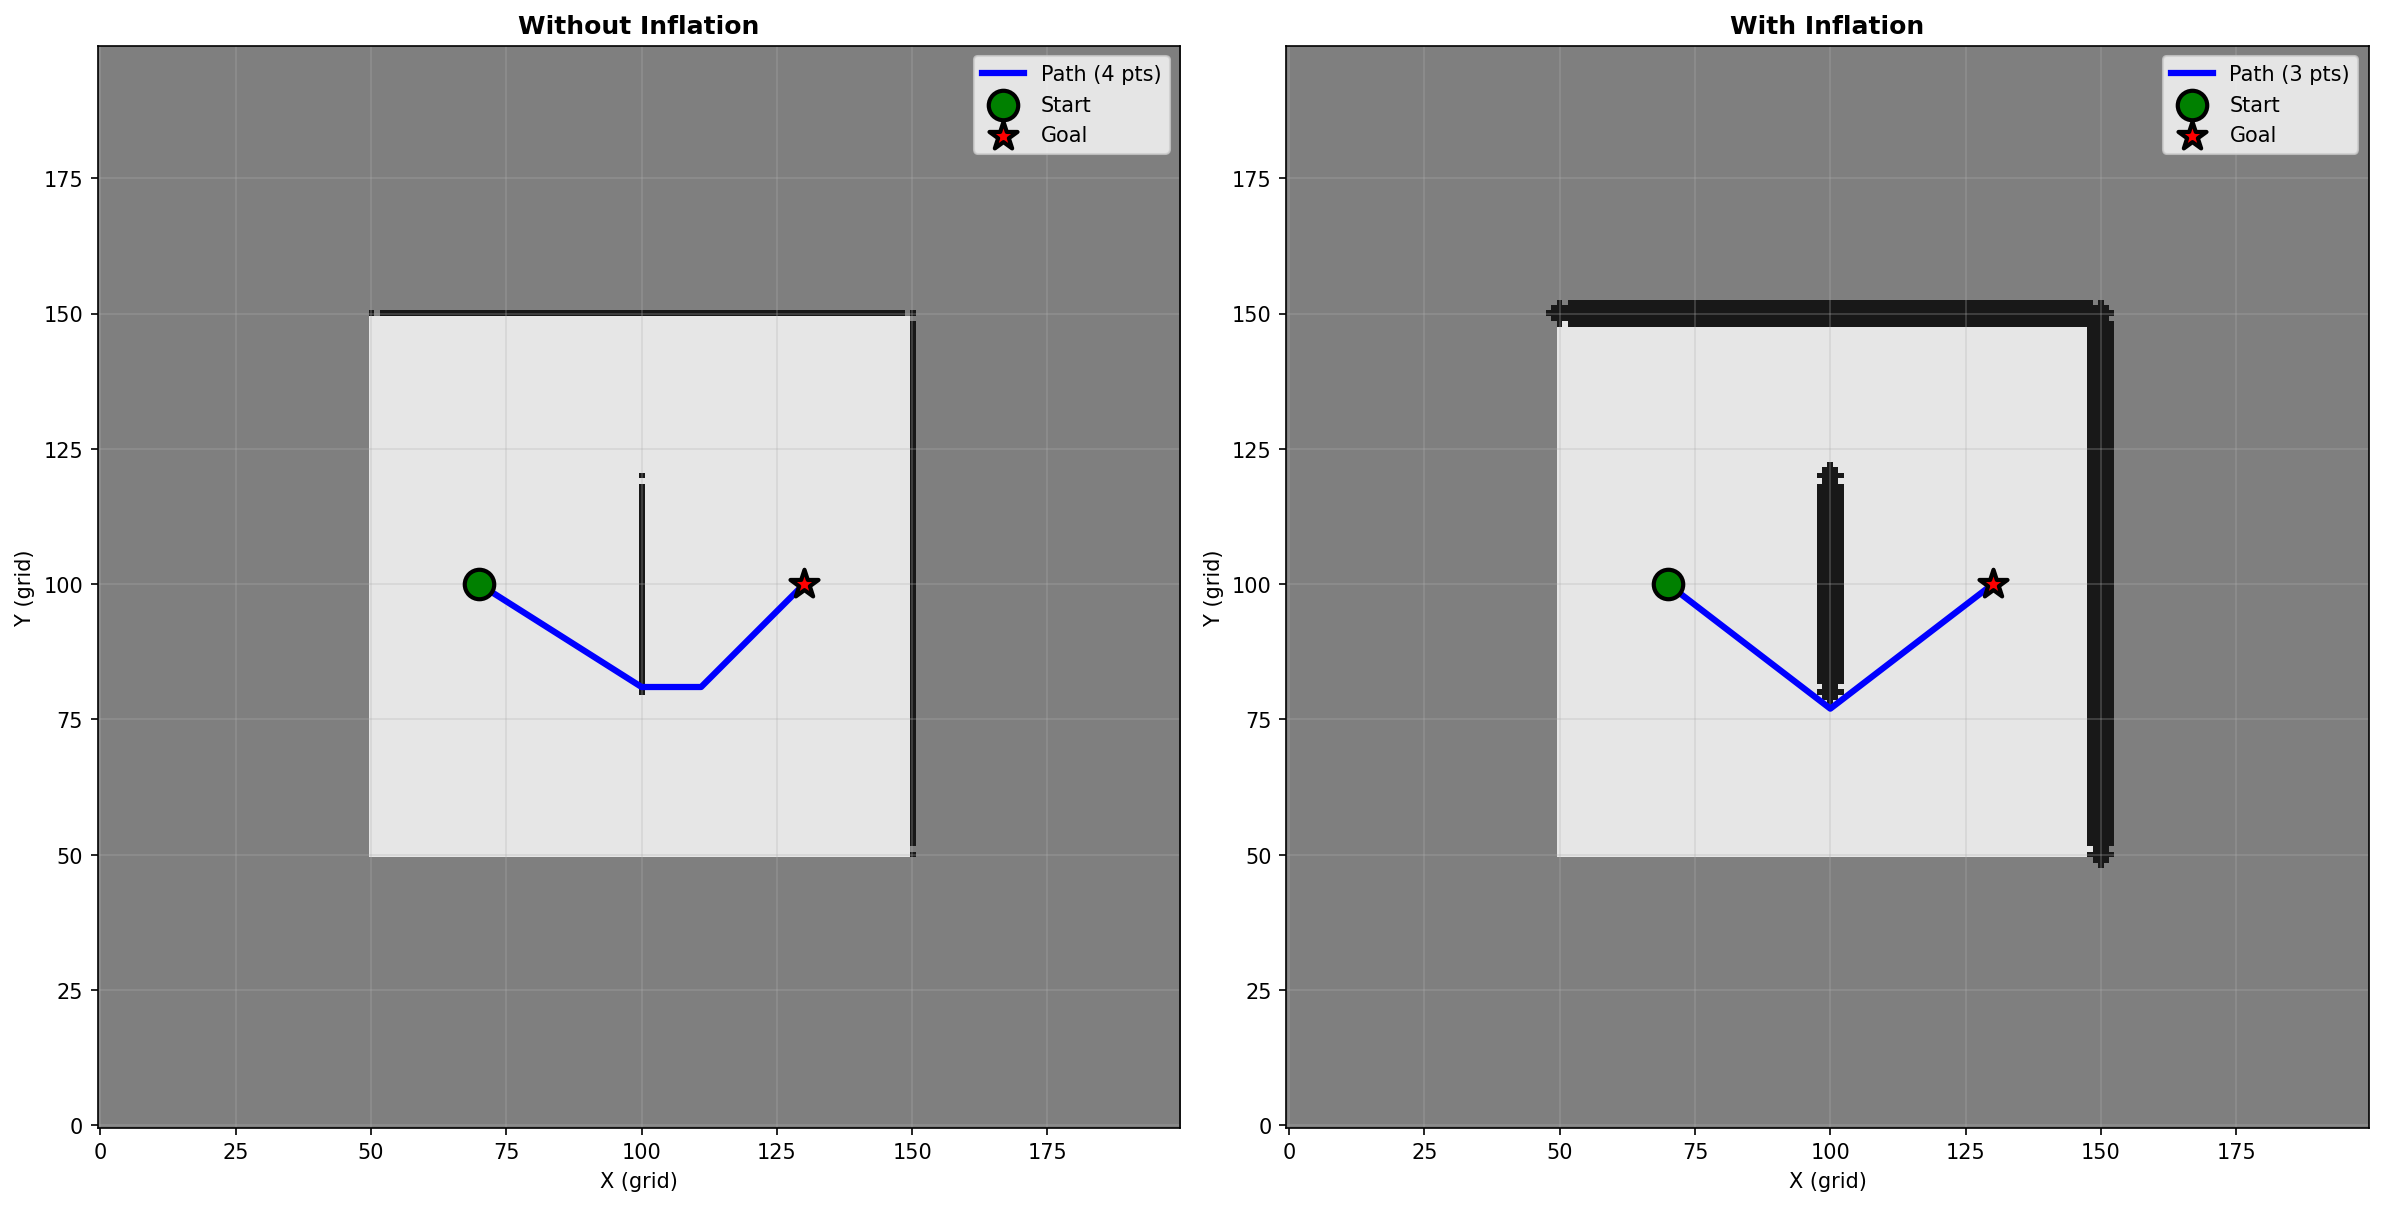 Without Inflation
Path (4 pts)
Start
Goal
175
150
125
100
75
50
25
0
Y (grid)
0 25 50 75 100 125 150 175
X (grid)
With Inflation
Path (3 pts)
Start
Goal
175
150
125
100
75
50
25
0
Y (grid)
0 25 50 75 100 125 150 175
X (grid)